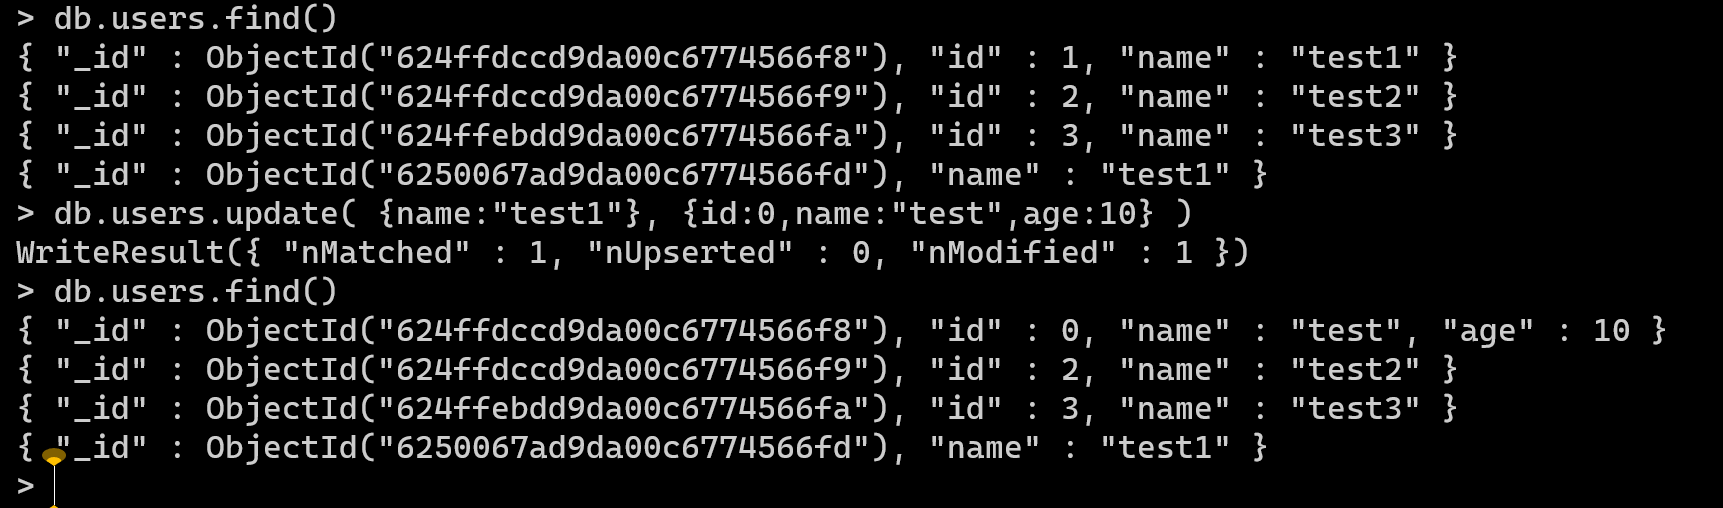 > db.users.find()
{ "_id" : ObjectId("624ffdccd9da00c6774566f8"), "id" : 1, "name" : "test1" }
{ "_id" : ObjectId("624ffdccd9da00c6774566f9"), "id" : 2, "name" : "test2" }
{ "_id" : ObjectId("624ffebdd9da00c6774566fa"), "id" : 3, "name" : "test3" }
{ "_id" : ObjectId("6250067ad9da00c6774566fd"), "name" : "test1" }
> db.users.update( {name:"test1"}, {id:0,name:"test",age:10} )
WriteResult({ "nMatched" : 1, "nUpserted" : 0, "nModified" : 1 })
> db.users.find()
{ "_id" : ObjectId("624ffdccd9da00c6774566f8"), "id" : 0, "name" : "test", "age" : 10 }
{ "_id" : ObjectId("624ffdccd9da00c6774566f9"), "id" : 2, "name" : "test2" }
{ "_id" : ObjectId("624ffebdd9da00c6774566fa"), "id" : 3, "name" : "test3" }
{ "_id" : ObjectId("6250067ad9da00c6774566fd"), "name" : "test1" }
>